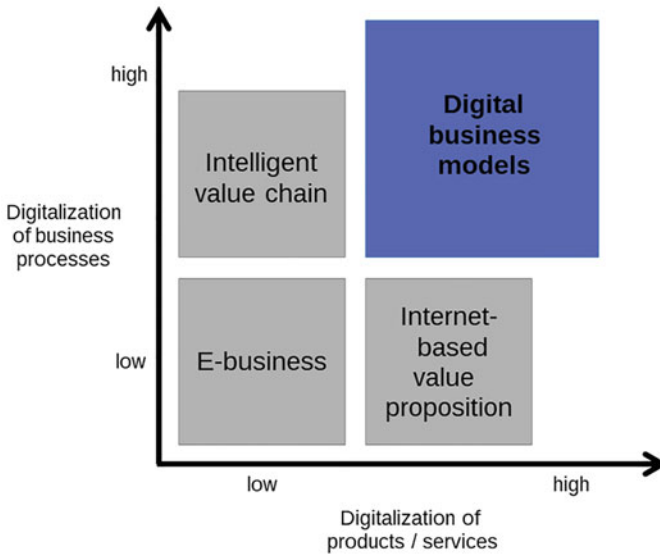 high
Digital
business
models
Intelligent
value chain
Digitalization
of business
processes
low
E-business
Internet-
based
value
proposition
low
high
Digitalization of
products / services